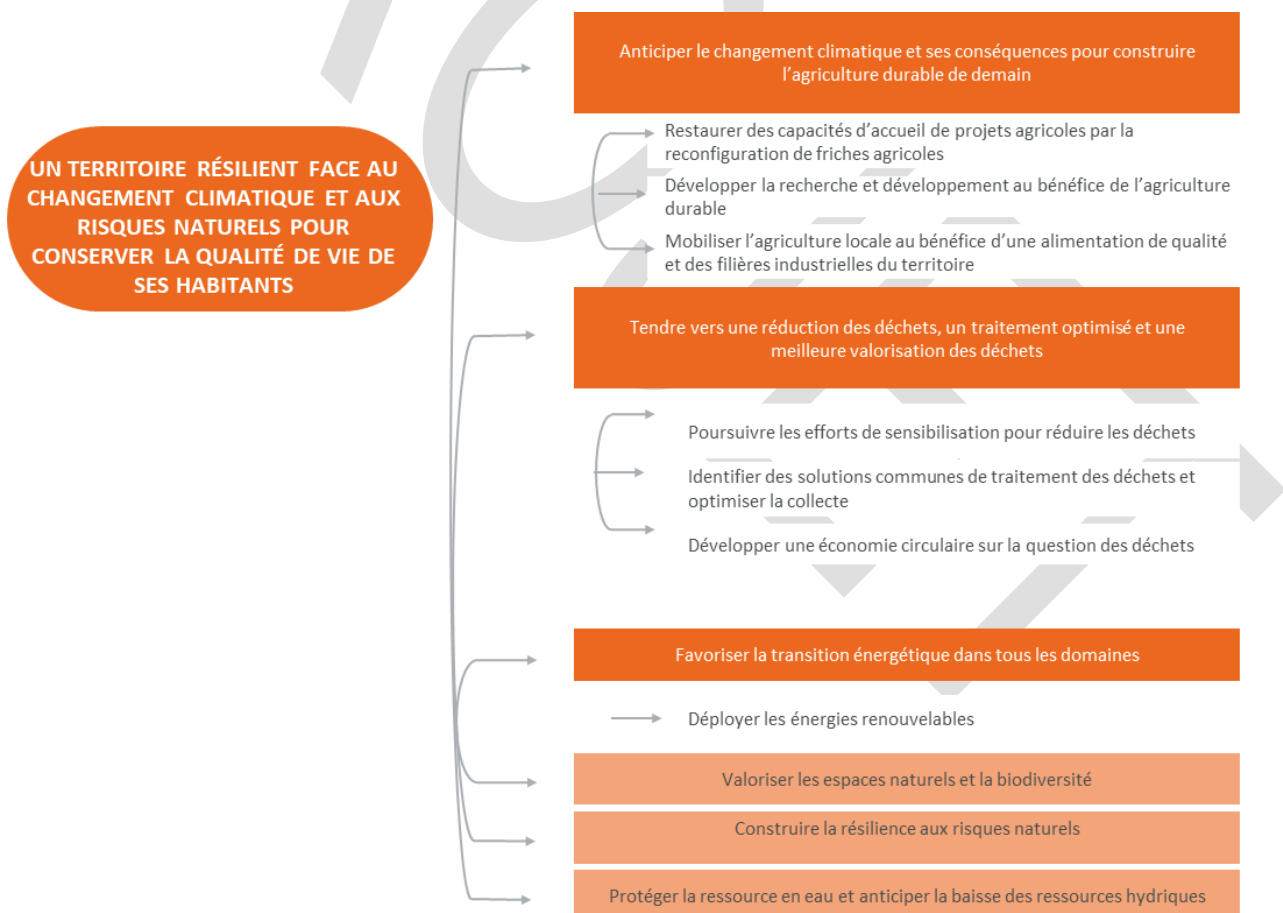 UN TERRITOIRE RÉSILIENT FACE AU
CHANGEMENT CLIMATIQUE ET AUX
RISQUES NATURELS POUR
CONSERVER LA QUALITÉ DE VIE DE
SES HABITANTS
Anticiper le changement climatique et ses conséquences pour construire
l’agriculture durable de demain
Restaurer des capacités d’accueil de projets agricoles par la
reconfiguration de friches agricoles
Développer la recherche et développement au bénéfice de l’agriculture
durable
Mobiliser l’agriculture locale au bénéfice d’une alimentation de qualité
et des filières industrielles du territoire
Tendre vers une réduction des déchets, un traitement optimisé et une
meilleure valorisation des déchets
Poursuivre les efforts de sensibilisation pour réduire les déchets
Identifier des solutions communes de traitement des déchets et
optimiser la collecte
Développer une économie circulaire sur la question des déchets
Favoriser la transition énergétique dans tous les domaines
Déployer les énergies renouvelables
Valoriser les espaces naturels et la biodiversité
Construire la résilience aux risques naturels
Protéger la ressource en eau et anticiper la baisse des ressources hydriques